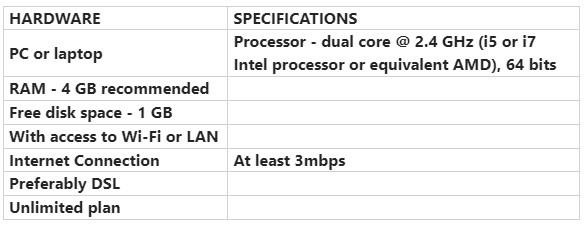 HARDWARE SPECIFICATIONS
PC or laptop
Processor - dual core @ 2.4 GHz (i5 or i7
Intel processor or equivalent AMD), 64 bits
RAM - 4 GB recommended
Free disk space - 1 GB
With access to Wi-Fi or LAN
Internet Connection At least 3mbps
Preferably DSL
Unlimited plan